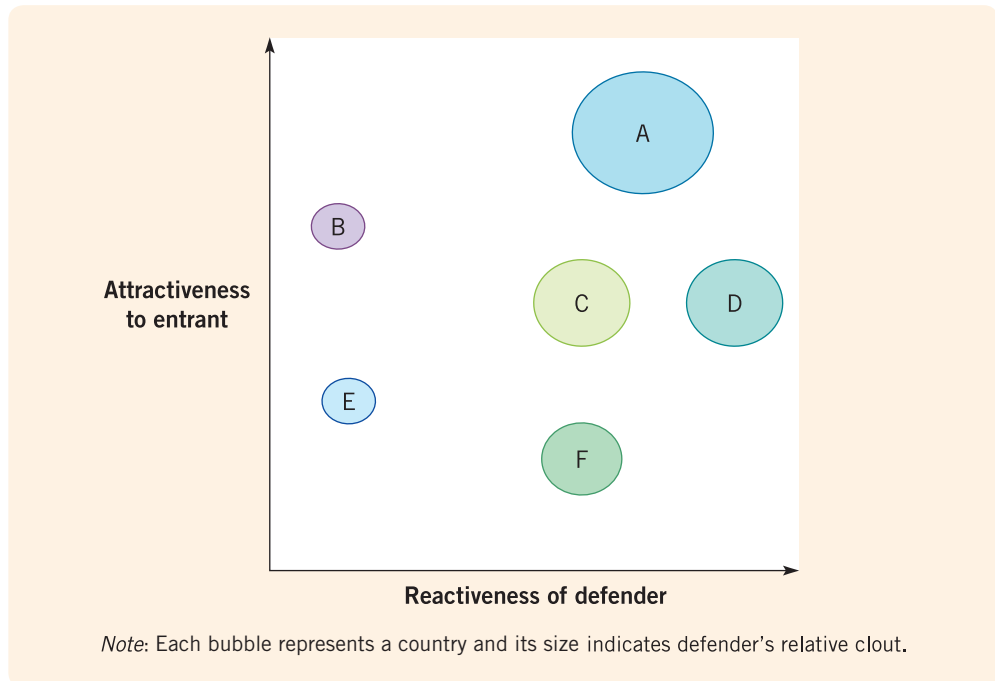 A
B
Attractiveness
to entrant
C
D
E
F
Reactiveness of defender
Note: Each bubble represents a country and its size indicates defender's relative clout.